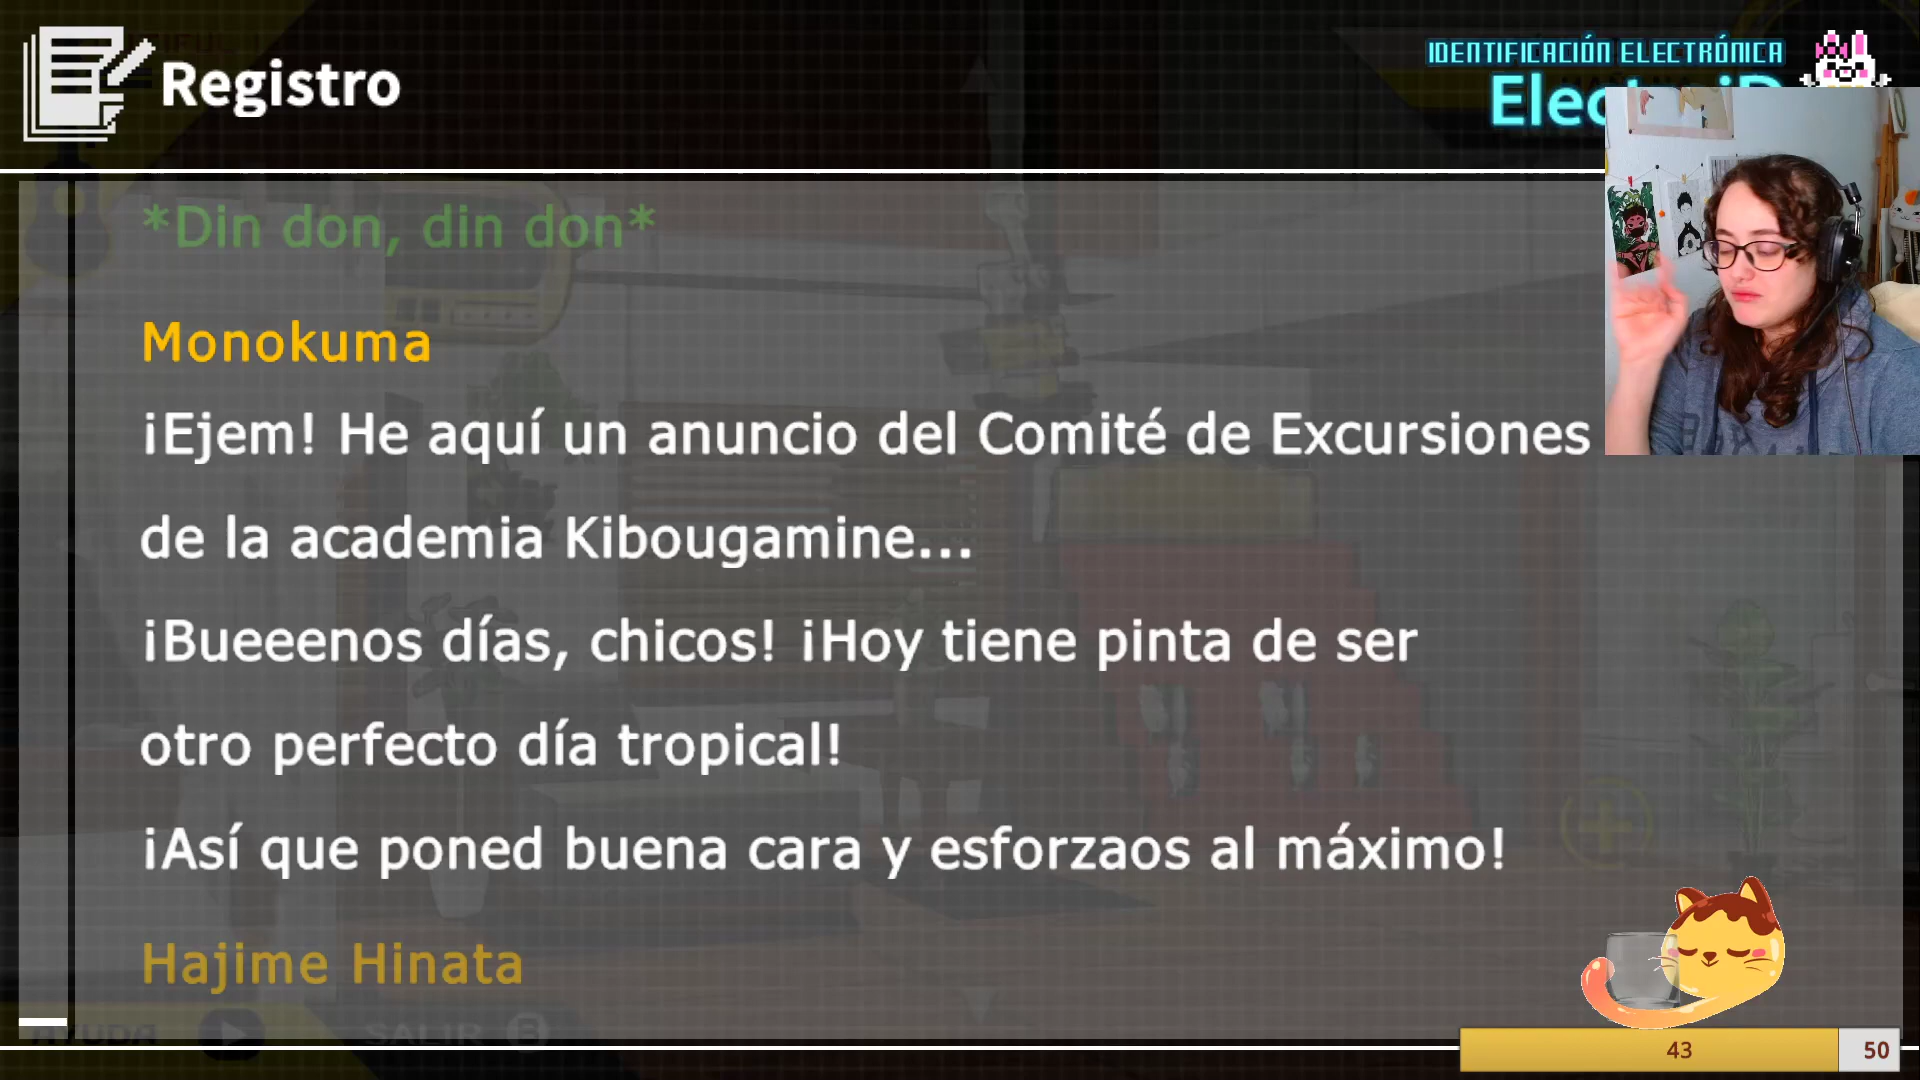 Registro
IDENTIFICACIÓN ELECTRÓNICA
*Din don, din don*
Monokuma
¡Ejem! He aquí un anuncio del Comité de Excursiones
de la academia Kibougamine...
¡Bueeenos días, chicos! ¡Hoy tiene pinta de ser
otro perfecto día tropical!
¡Así que poned buena cara y esforzaos al máximo!
Hajime Hinata
AYUDA
SALIR B
43
50